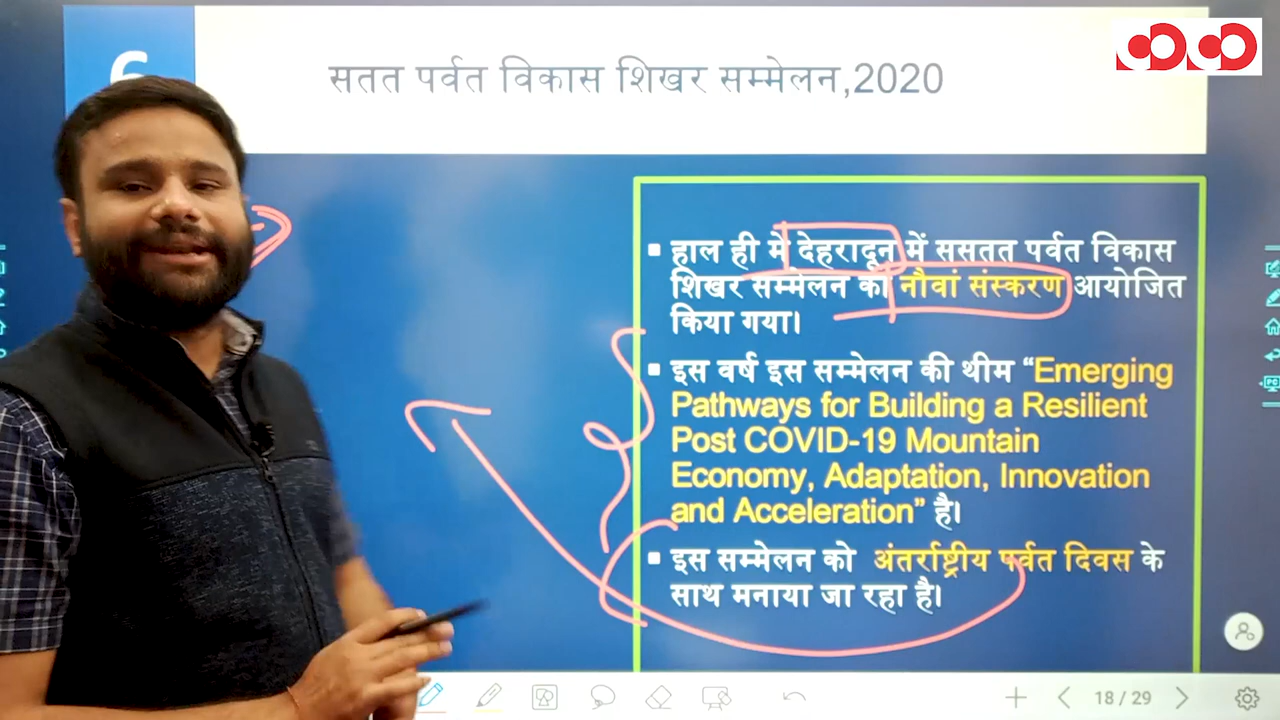 6
सतत पर्वत विकास शिखर सम्मेलन,2020
▪ हाल ही में देहरादून में ससतत पर्वत विकास
शिखर सम्मेलन का नौवां संस्करण आयोजित
किया गया।
▪ इस वर्ष इस सम्मेलन की थीम “Emerging
Pathways for Building a Resilient
Post COVID-19 Mountain
Economy, Adaptation, Innovation
and Acceleration” है।
▪ इस सम्मेलन को अंतर्राष्ट्रीय पर्वत दिवस के
साथ मनाया जा रहा है।
PC
18 / 29